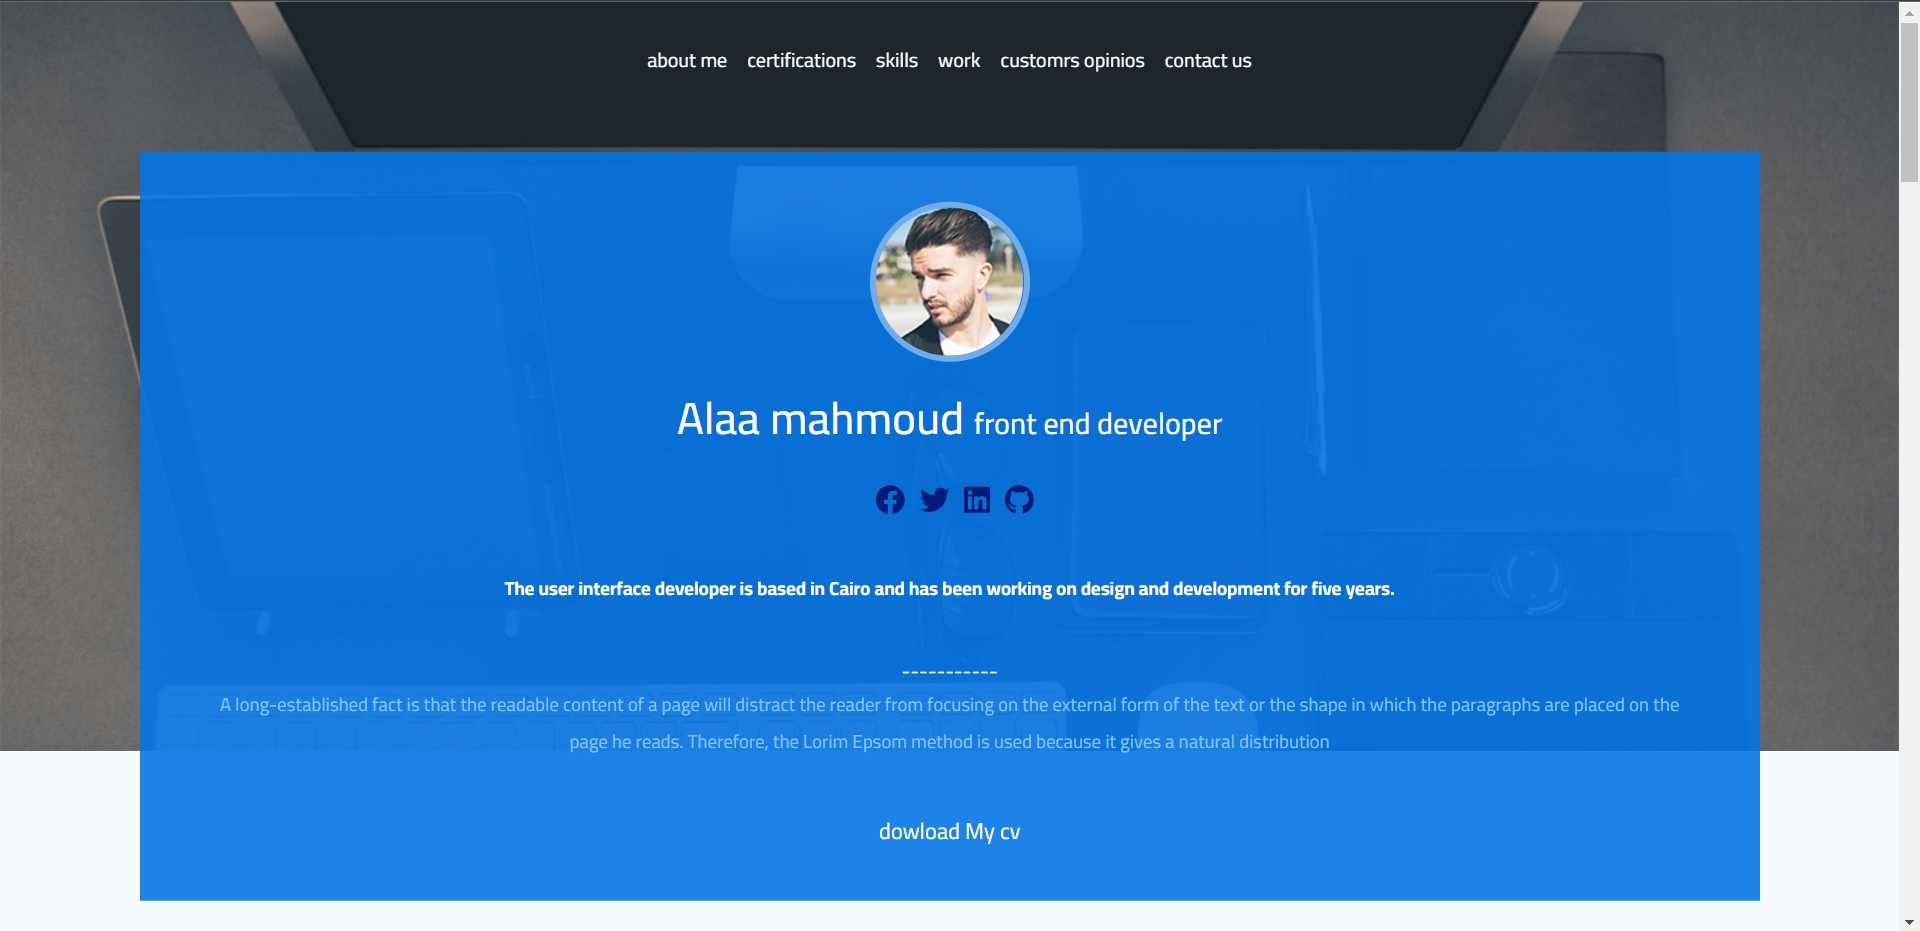 about me certifications skills work customrs opinios contact us
Alaa mahmoud front end developer
The user interface developer is based in Cairo and has been working on design and development for five years.
-----------
A long-established fact is that the readable content of a page will distract the reader from focusing on the external form of the text or the shape in which the paragraphs are placed on the
page he reads. Therefore, the Lorim Epsom method is used because it gives a natural distribution
dowload My cv